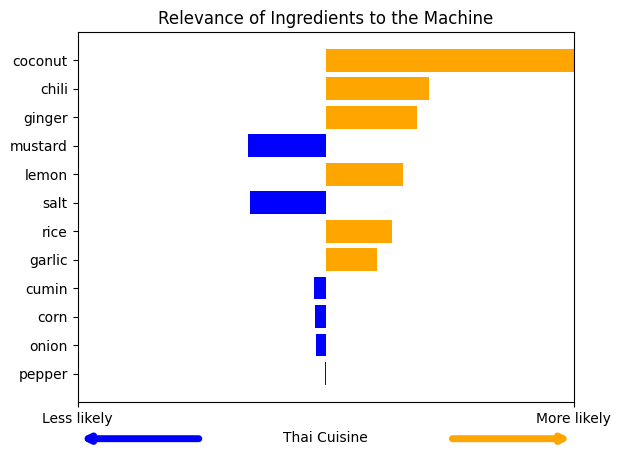 Relevance of Ingredients to the Machine
coconut
chili
ginger
mustard
lemon
salt
rice
garlic
cumin
corn
onion
pepper
Less likely
More likely
Thai Cuisine